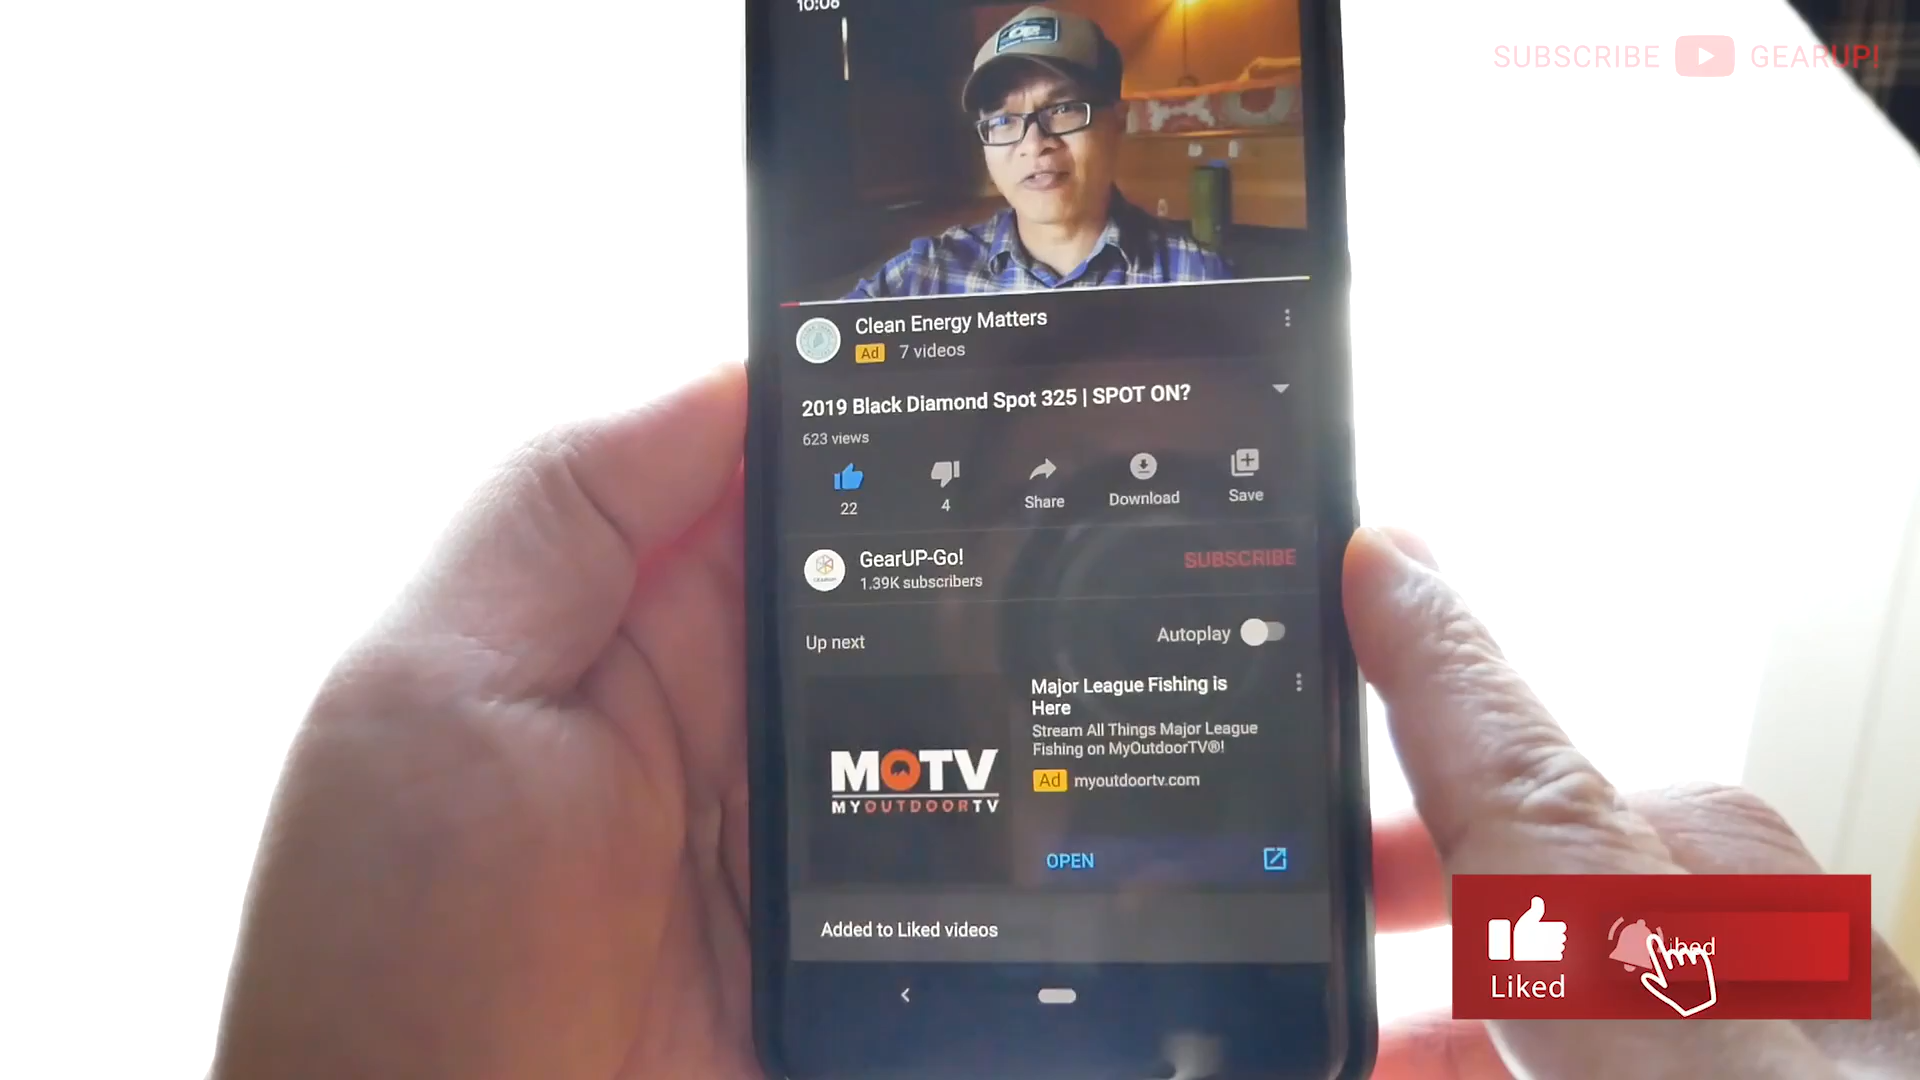 10:08
SUBSCRIBE GEARUP!
Clean Energy Matters
Ad 7 videos
2019 Black Diamond Spot 325 | SPOT ON?
623 views
22
4
Share
Download
Save
GearUP-Go!
1.39K subscribers
SUBSCRIBE
Up next
Autoplay
Major League Fishing is
Here
Stream All Things Major League
Fishing on MyOutdoorTV®!
Ad myoutdoortv.com
MOTV
MYOUTDOORTV
OPEN
Added to Liked videos
Liked